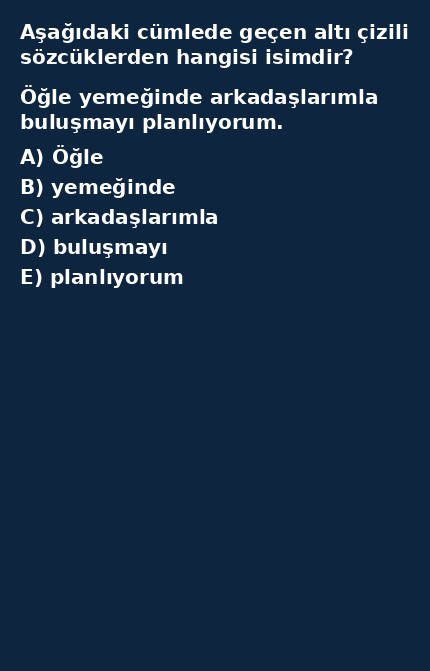 Aşağıdaki cümlede geçen altı çizili
sözcüklerden hangisi isimdir?
Öğle yemeğinde arkadaşlarımla
buluşmayı planlıyorum.
A) Öğle
B) yemeğinde
C) arkadaşlarımla
D) buluşmayı
E) planlıyorum